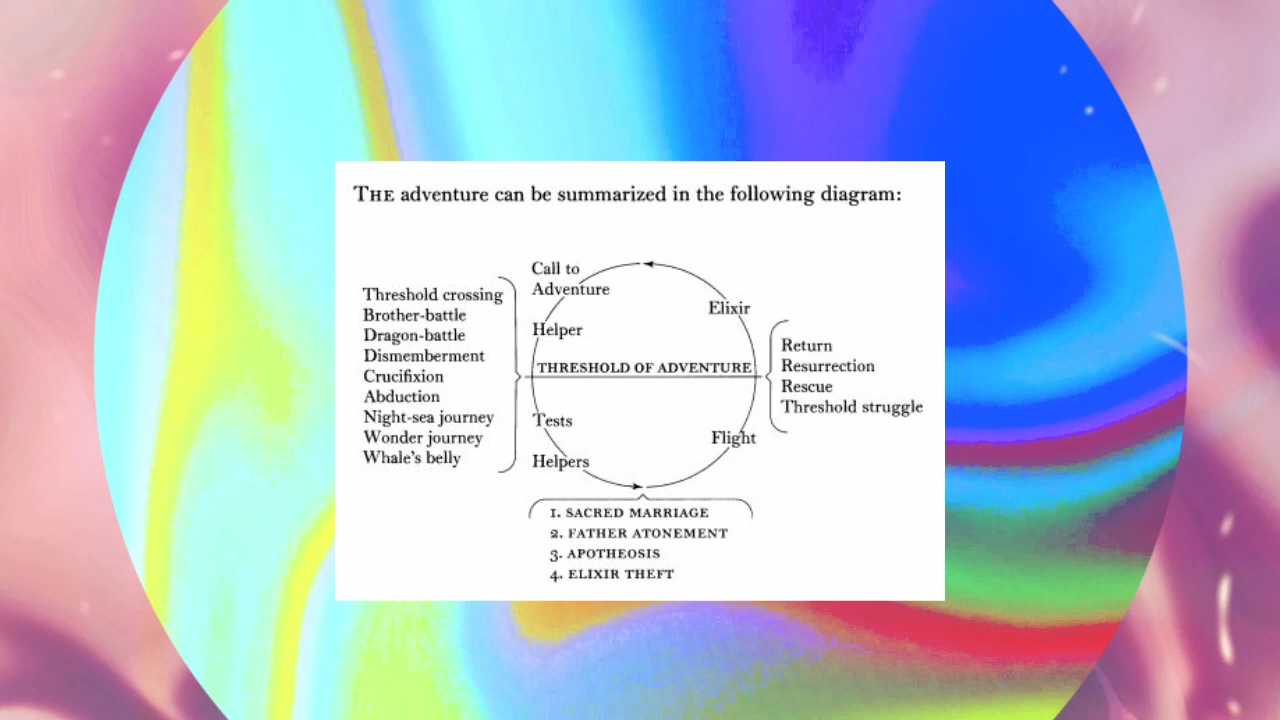 THE adventure can be summarized in the following diagram:
Call to
Adventure
Helper
Threshold crossing
Brother-battle
Dragon-battle
Dismemberment
Crucifixion
Abduction
Night-sea journey
Wonder journey
Whale's belly
THRESHOLD OF ADVENTURE
Tests
Helpers
Elixir
Return
Resurrection
Rescue
Threshold struggle
Flight
1. SACRED MARRIAGE
2. FATHER ATONEMENT
3. APOTHEOSIS
4. ELIXIR THEFT